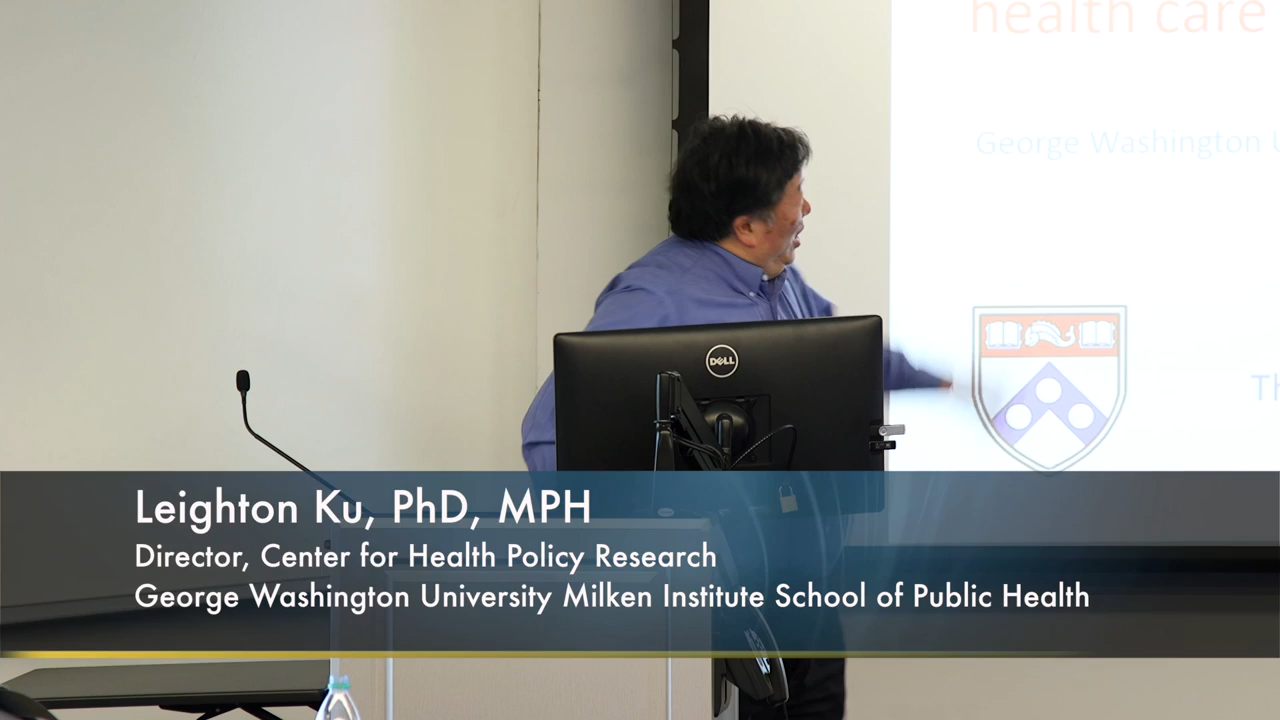 health care
George Washington
Th
DELL
Leighton Ku, PhD, MPH
Director, Center for Health Policy Research
George Washington University Milken Institute School of Public Health